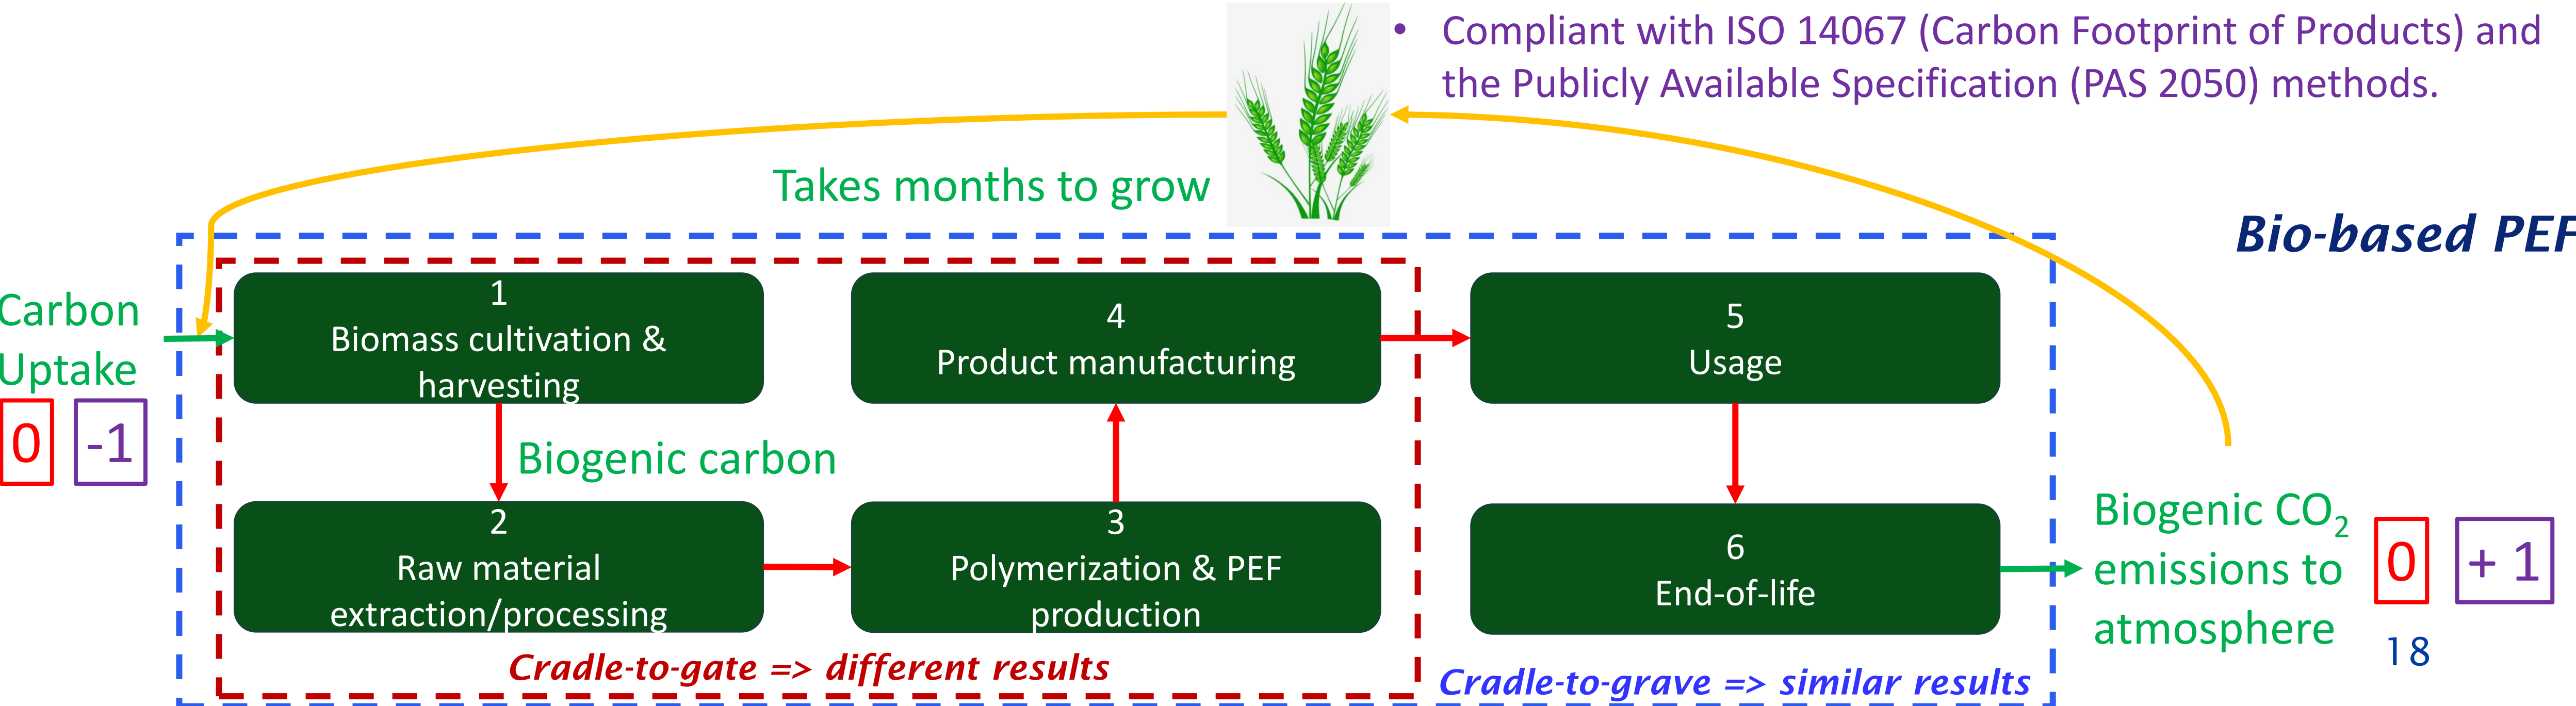 • Compliant with ISO 14067 (Carbon Footprint of Products) and
the Publicly Available Specification (PAS 2050) methods.
Takes months to grow
Bio-based PEF
Carbon
Uptake
0 -1
1
Biomass cultivation &
harvesting
4
Product manufacturing
5
Usage
Biogenic carbon
2
Raw material
extraction/processing
3
Polymerization & PEF
production
6
End-of-life
Biogenic CO₂
emissions to
atmosphere
0 + 1
Cradle-to-gate => different results
Cradle-to-grave => similar results
18